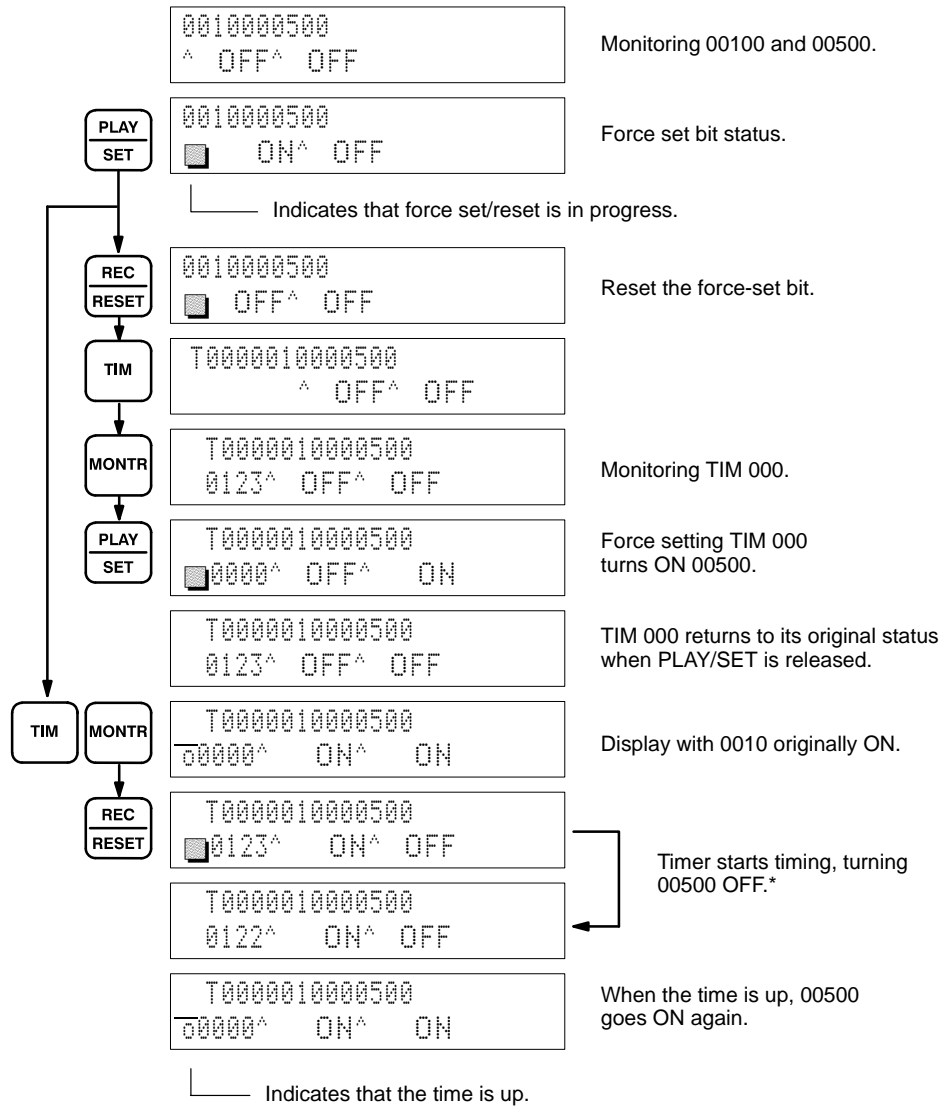 0010000500
^ OFF^ OFF
Monitoring 00100 and 00500.
PLAY
SET
0010000500
ON^ OFF
Force set bit status.
Indicates that force set/reset is in progress.
REC
RESET
0010000500
OFF^ OFF
Reset the force-set bit.
TIM
T0000010000500
^ OFF^ OFF
MONTR
T0000010000500
0123^ OFF^ OFF
Monitoring TIM 000.
PLAY
SET
T0000010000500
0000^ OFF^ ON
Force setting TIM 000
turns ON 00500.
T0000010000500
0123^ OFF^ OFF
TIM 000 returns to its original status
when PLAY/SET is released.
TIM
MONTR
T0000010000500
o0000^ ON^ ON
Display with 0010 originally ON.
REC
RESET
T0000010000500
0123^ ON^ OFF
Timer starts timing, turning
00500 OFF.*
T0000010000500
0122^ ON^ OFF
T0000010000500
o0000^ ON^ ON
When the time is up, 00500
goes ON again.
Indicates that the time is up.